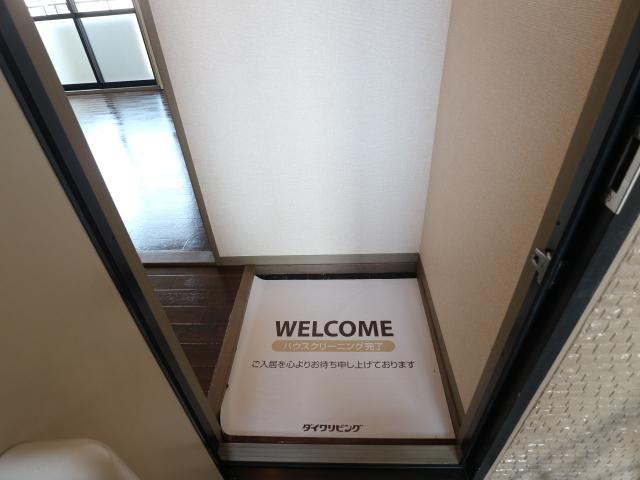 WELCOME
ハウスクリーニング完了
ご入居を心よりお待ち申し上げております
ダイワリビング